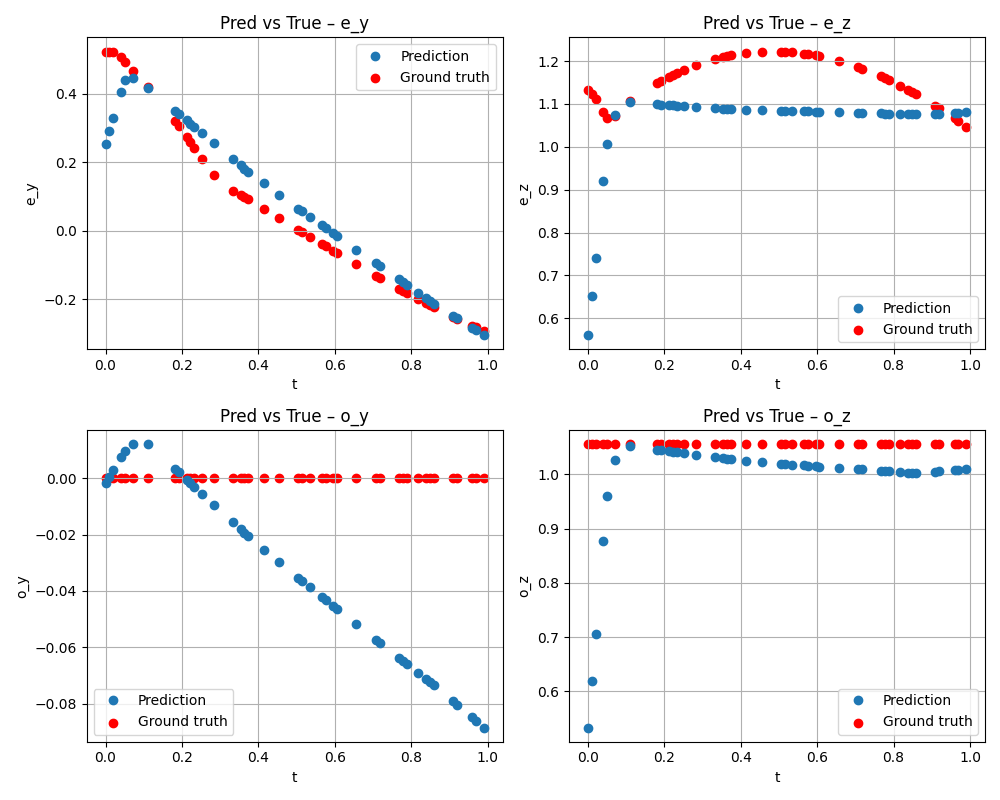 Pred vs True – e_y
Prediction
Ground truth
e_y
0.4
0.2
0.0
−0.2
0.0 0.2 0.4 0.6 0.8 1.0
t
Pred vs True – e_z
e_z
1.2
1.1
1.0
0.9
0.8
0.7
0.6
Prediction
Ground truth
0.0 0.2 0.4 0.6 0.8 1.0
t
Pred vs True – o_y
o_y
0.00
−0.02
−0.04
−0.06
−0.08
Prediction
Ground truth
0.0 0.2 0.4 0.6 0.8 1.0
t
Pred vs True – o_z
o_z
1.0
0.9
0.8
0.7
0.6
Prediction
Ground truth
0.0 0.2 0.4 0.6 0.8 1.0
t